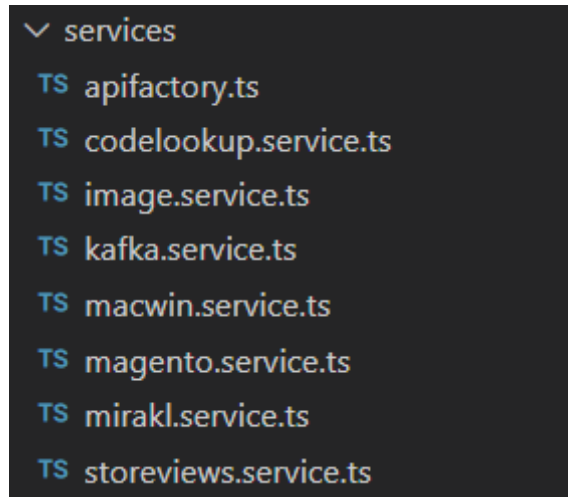 services
TS apifactory.ts
TS codelookup.service.ts
TS image.service.ts
TS kafka.service.ts
TS macwin.service.ts
TS magento.service.ts
TS mirakl.service.ts
TS storeviews.service.ts